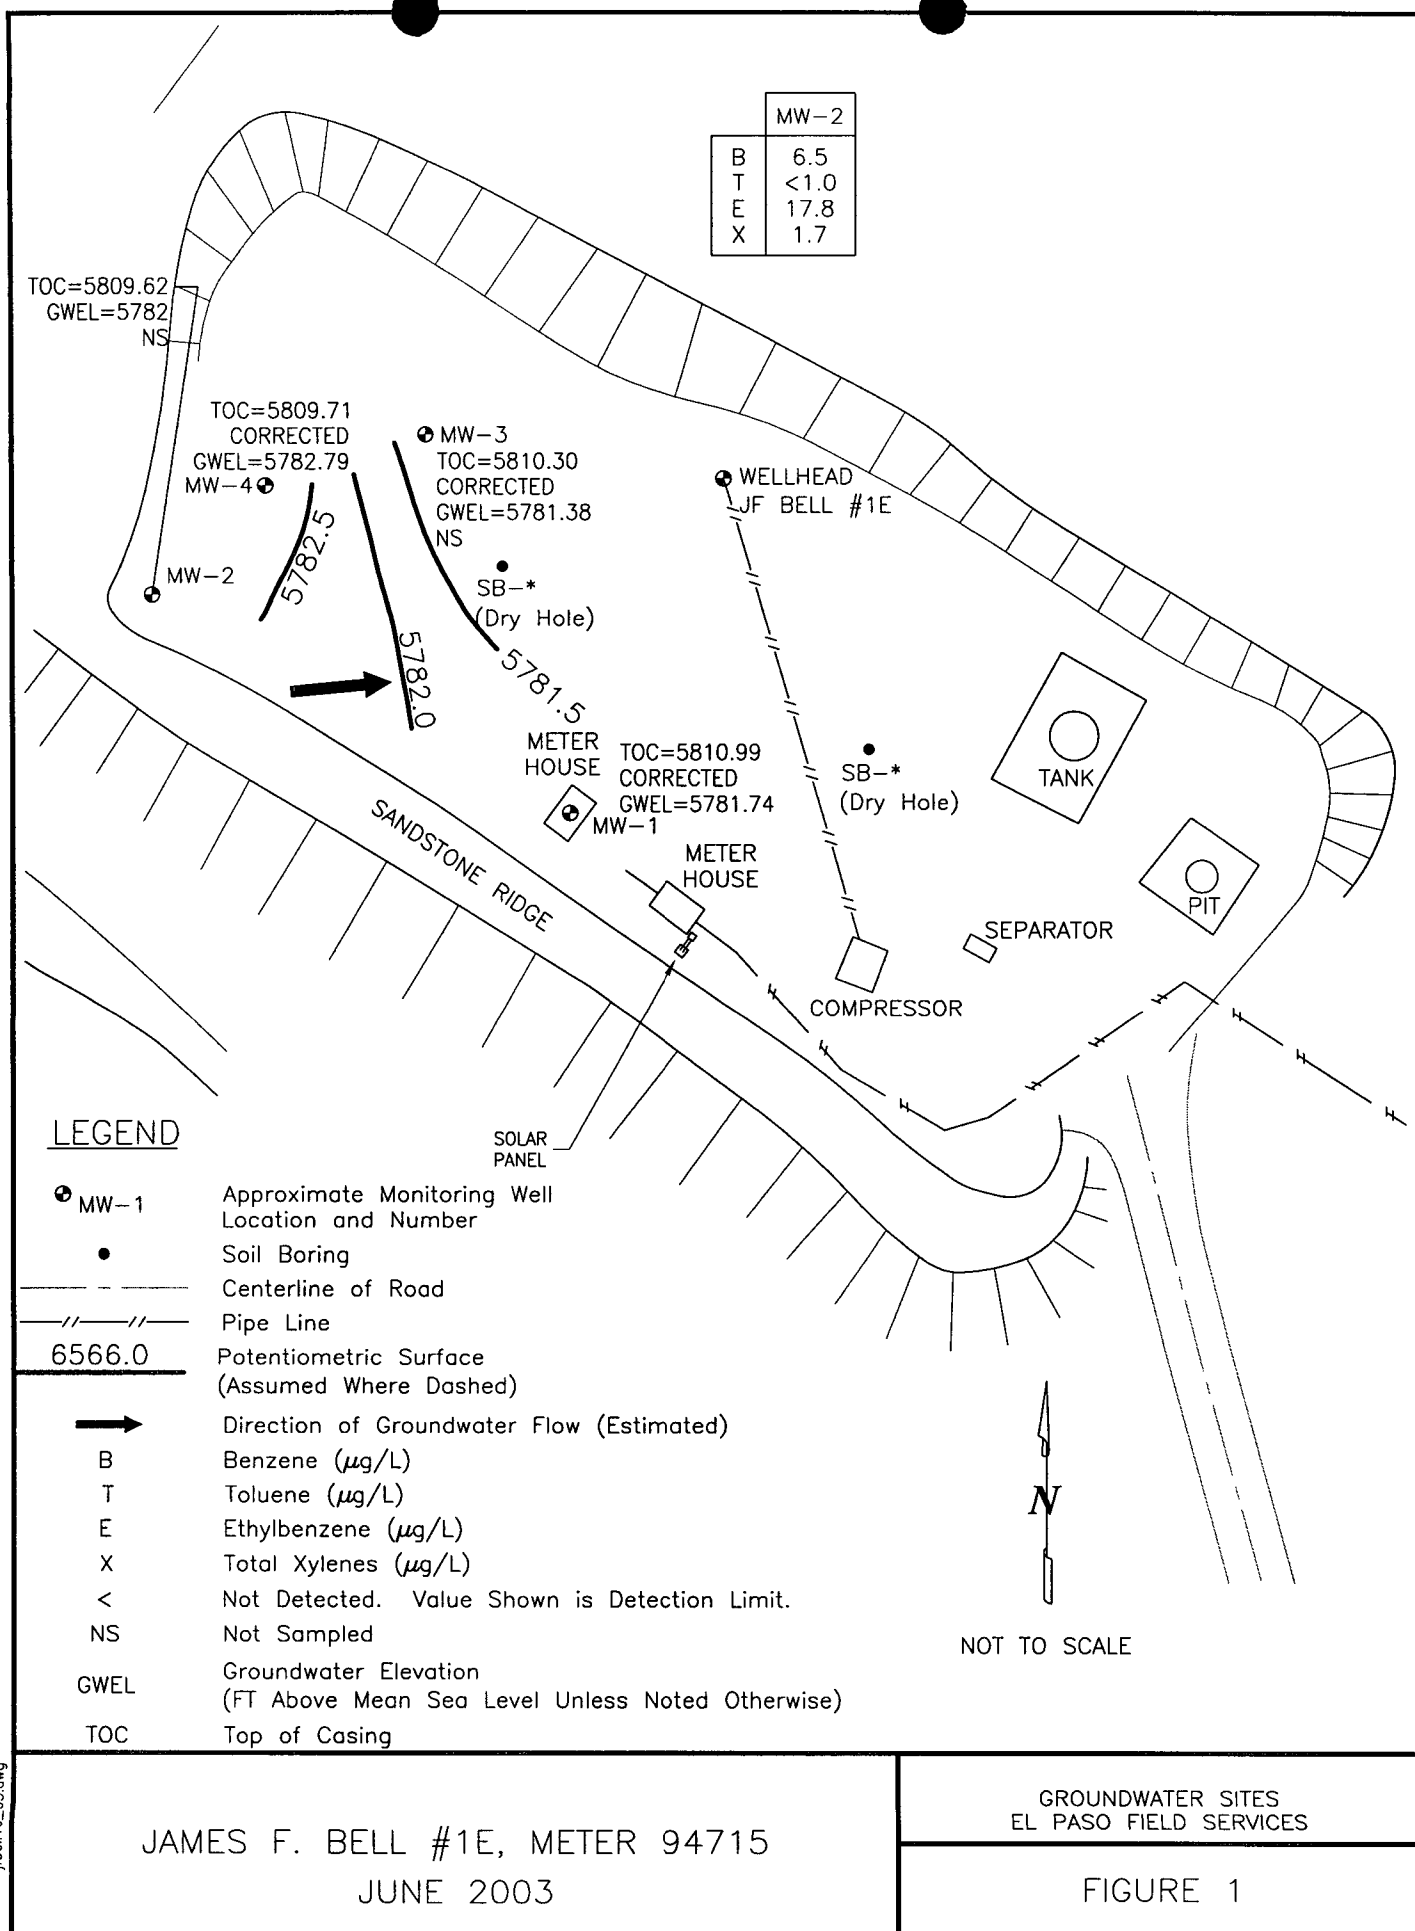 MW-2
B 6.5
T <1.0
E 17.8
X 1.7
TOC=5809.62
GWEL=5782
NS
TOC=5809.71
CORRECTED
GWEL=5782.79
MW-4
MW-3
TOC=5810.30
CORRECTED
GWEL=5781.38
NS
WELLHEAD
JF BELL #1E
MW-2
5782.5
SB-*
(Dry Hole)
5782.0
5781.5
METER
HOUSE
TOC=5810.99
CORRECTED
GWEL=5781.74
MW-1
SB-*
(Dry Hole)
TANK
SANDSTONE RIDGE
METER
HOUSE
PIT
SEPARATOR
COMPRESSOR
SOLAR
PANEL
LEGEND
MW-1 Approximate Monitoring Well
Location and Number
Soil Boring
Centerline of Road
Pipe Line
6566.0 Potentiometric Surface
(Assumed Where Dashed)
Direction of Groundwater Flow (Estimated)
B Benzene (μg/L)
T Toluene (μg/L)
E Ethylbenzene (μg/L)
X Total Xylenes (μg/L)
< Not Detected. Value Shown is Detection Limit.
NS Not Sampled
GWEL Groundwater Elevation
(FT Above Mean Sea Level Unless Noted Otherwise)
TOC Top of Casing
N
NOT TO SCALE
JAMES F. BELL #1E, METER 94715
JUNE 2003
GROUNDWATER SITES
EL PASO FIELD SERVICES
FIGURE 1